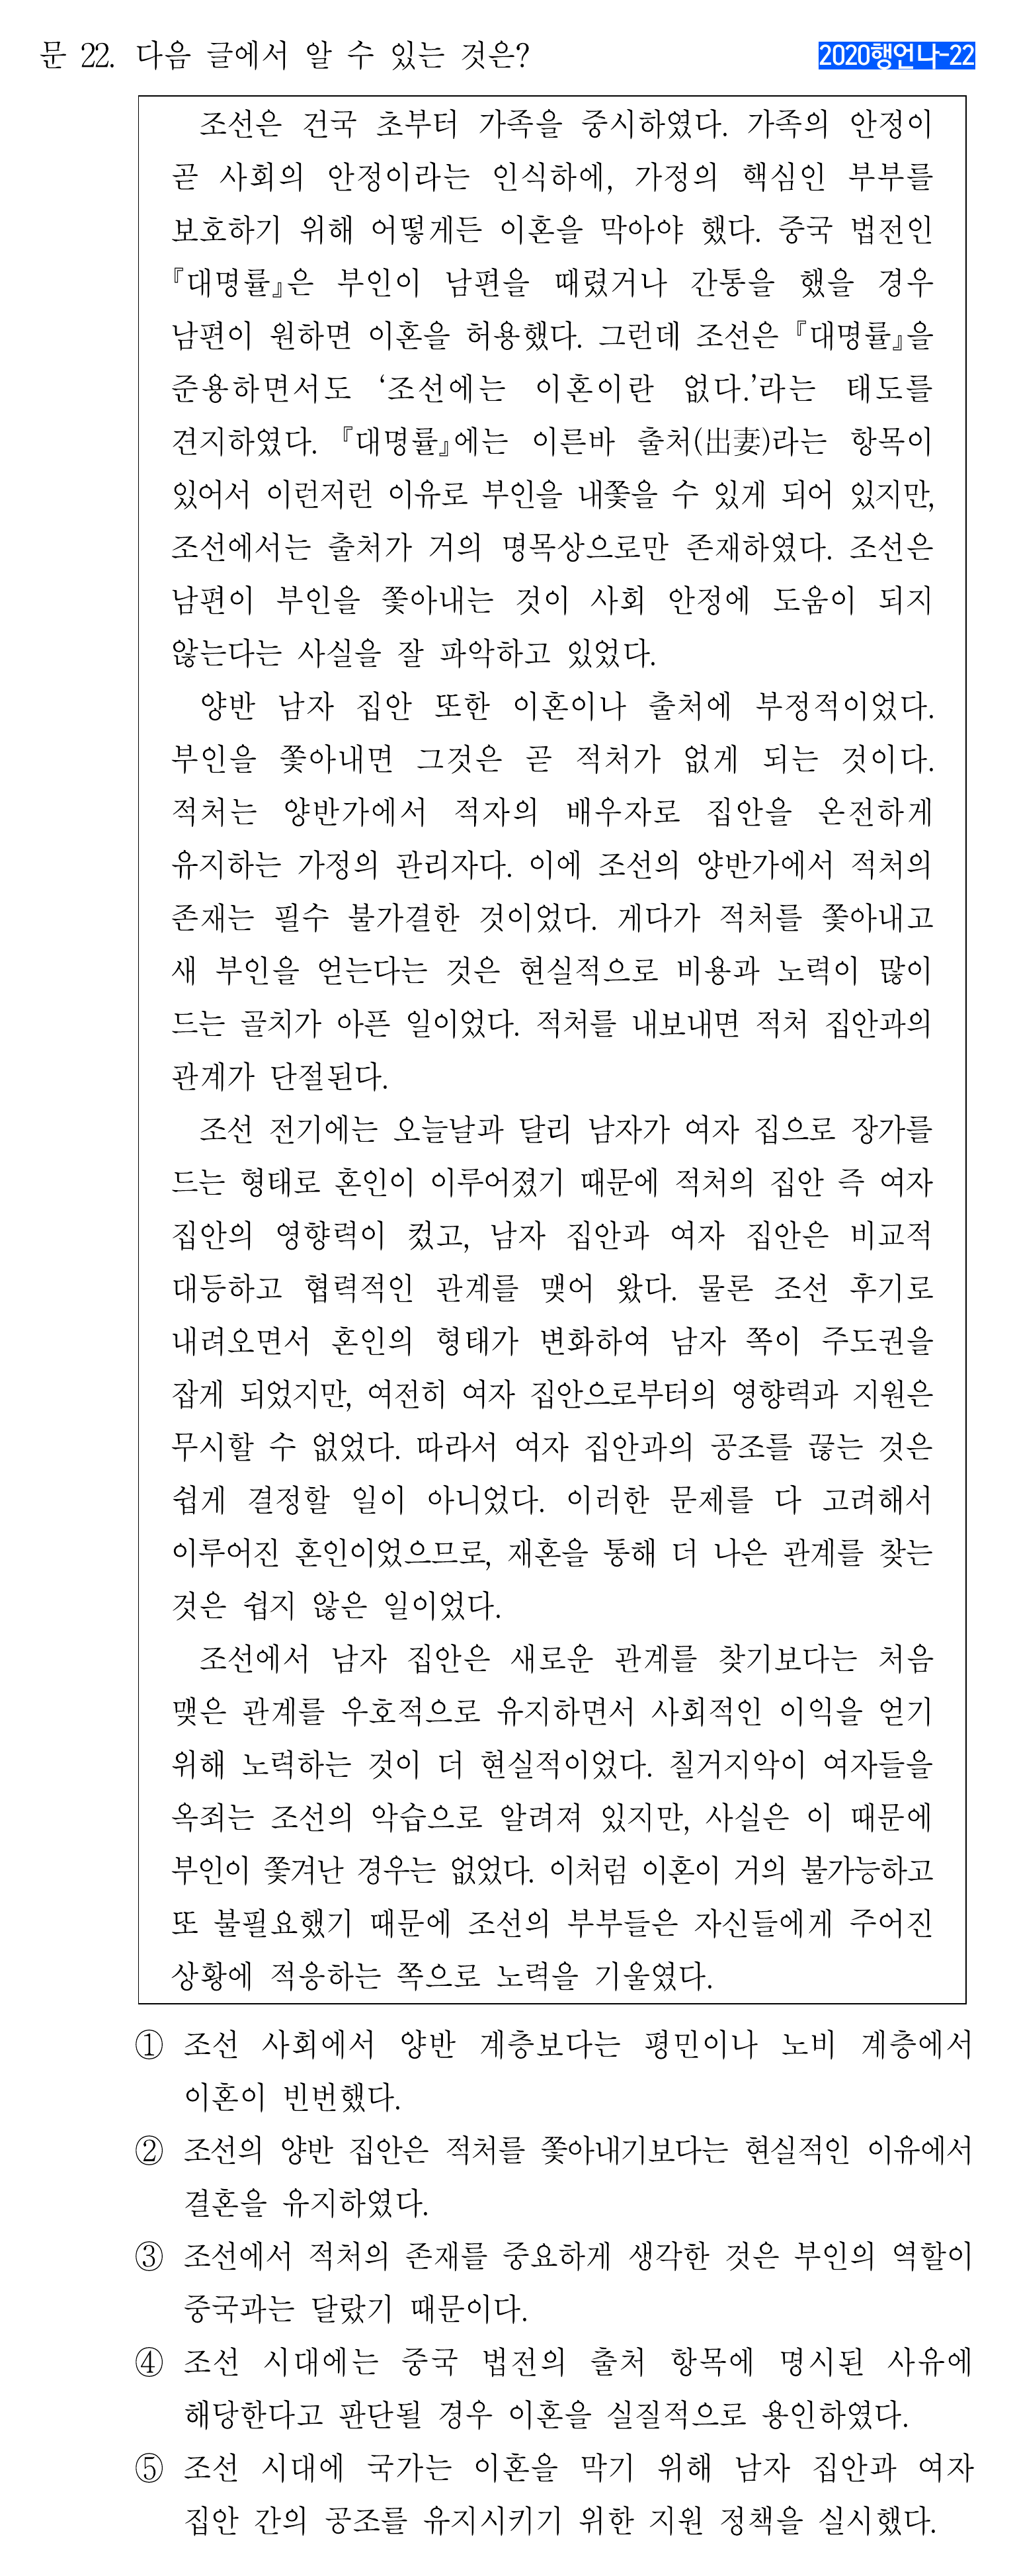 문 22. 다음 글에서 알 수 있는 것은?
2020행언나-22
조선은 건국 초부터 가족을 중시하였다. 가족의 안정이
곧 사회의 안정이라는 인식하에, 가정의 핵심인 부부를
보호하기 위해 어떻게든 이혼을 막아야 했다. 중국 법전인
『대명률』은 부인이 남편을 때렸거나 간통을 했을 경우
남편이 원하면 이혼을 허용했다. 그런데 조선은 『대명률』을
준용하면서도 ‘조선에는 이혼이란 없다.’라는 태도를
견지하였다. 『대명률』에는 이른바 출처(出妻)라는 항목이
있어서 이런저런 이유로 부인을 내쫓을 수 있게 되어 있지만,
조선에서는 출처가 거의 명목상으로만 존재하였다. 조선은
남편이 부인을 쫓아내는 것이 사회 안정에 도움이 되지
않는다는 사실을 잘 파악하고 있었다.
양반 남자 집안 또한 이혼이나 출처에 부정적이었다.
부인을 쫓아내면 그것은 곧 적처가 없게 되는 것이다.
적처는 양반가에서 적자의 배우자로 집안을 온전하게
유지하는 가정의 관리자다. 이에 조선의 양반가에서 적처의
존재는 필수 불가결한 것이었다. 게다가 적처를 쫓아내고
새 부인을 얻는다는 것은 현실적으로 비용과 노력이 많이
드는 골치가 아픈 일이었다. 적처를 내보내면 적처 집안과의
관계가 단절된다.
조선 전기에는 오늘날과 달리 남자가 여자 집으로 장가를
드는 형태로 혼인이 이루어졌기 때문에 적처의 집안 즉 여자
집안의 영향력이 컸고, 남자 집안과 여자 집안은 비교적
대등하고 협력적인 관계를 맺어 왔다. 물론 조선 후기로
내려오면서 혼인의 형태가 변화하여 남자 쪽이 주도권을
잡게 되었지만, 여전히 여자 집안으로부터의 영향력과 지원은
무시할 수 없었다. 따라서 여자 집안과의 공조를 끊는 것은
쉽게 결정할 일이 아니었다. 이러한 문제를 다 고려해서
이루어진 혼인이었으므로, 재혼을 통해 더 나은 관계를 찾는
것은 쉽지 않은 일이었다.
조선에서 남자 집안은 새로운 관계를 찾기보다는 처음
맺은 관계를 우호적으로 유지하면서 사회적인 이익을 얻기
위해 노력하는 것이 더 현실적이었다. 칠거지악이 여자들을
옥죄는 조선의 악습으로 알려져 있지만, 사실은 이 때문에
부인이 쫓겨난 경우는 없었다. 이처럼 이혼이 거의 불가능하고
또 불필요했기 때문에 조선의 부부들은 자신들에게 주어진
상황에 적응하는 쪽으로 노력을 기울였다.
① 조선 사회에서 양반 계층보다는 평민이나 노비 계층에서
이혼이 빈번했다.
② 조선의 양반 집안은 적처를 쫓아내기보다는 현실적인 이유에서
결혼을 유지하였다.
③ 조선에서 적처의 존재를 중요하게 생각한 것은 부인의 역할이
중국과는 달랐기 때문이다.
④ 조선 시대에는 중국 법전의 출처 항목에 명시된 사유에
해당한다고 판단될 경우 이혼을 실질적으로 용인하였다.
⑤ 조선 시대에 국가는 이혼을 막기 위해 남자 집안과 여자
집안 간의 공조를 유지시키기 위한 지원 정책을 실시했다.